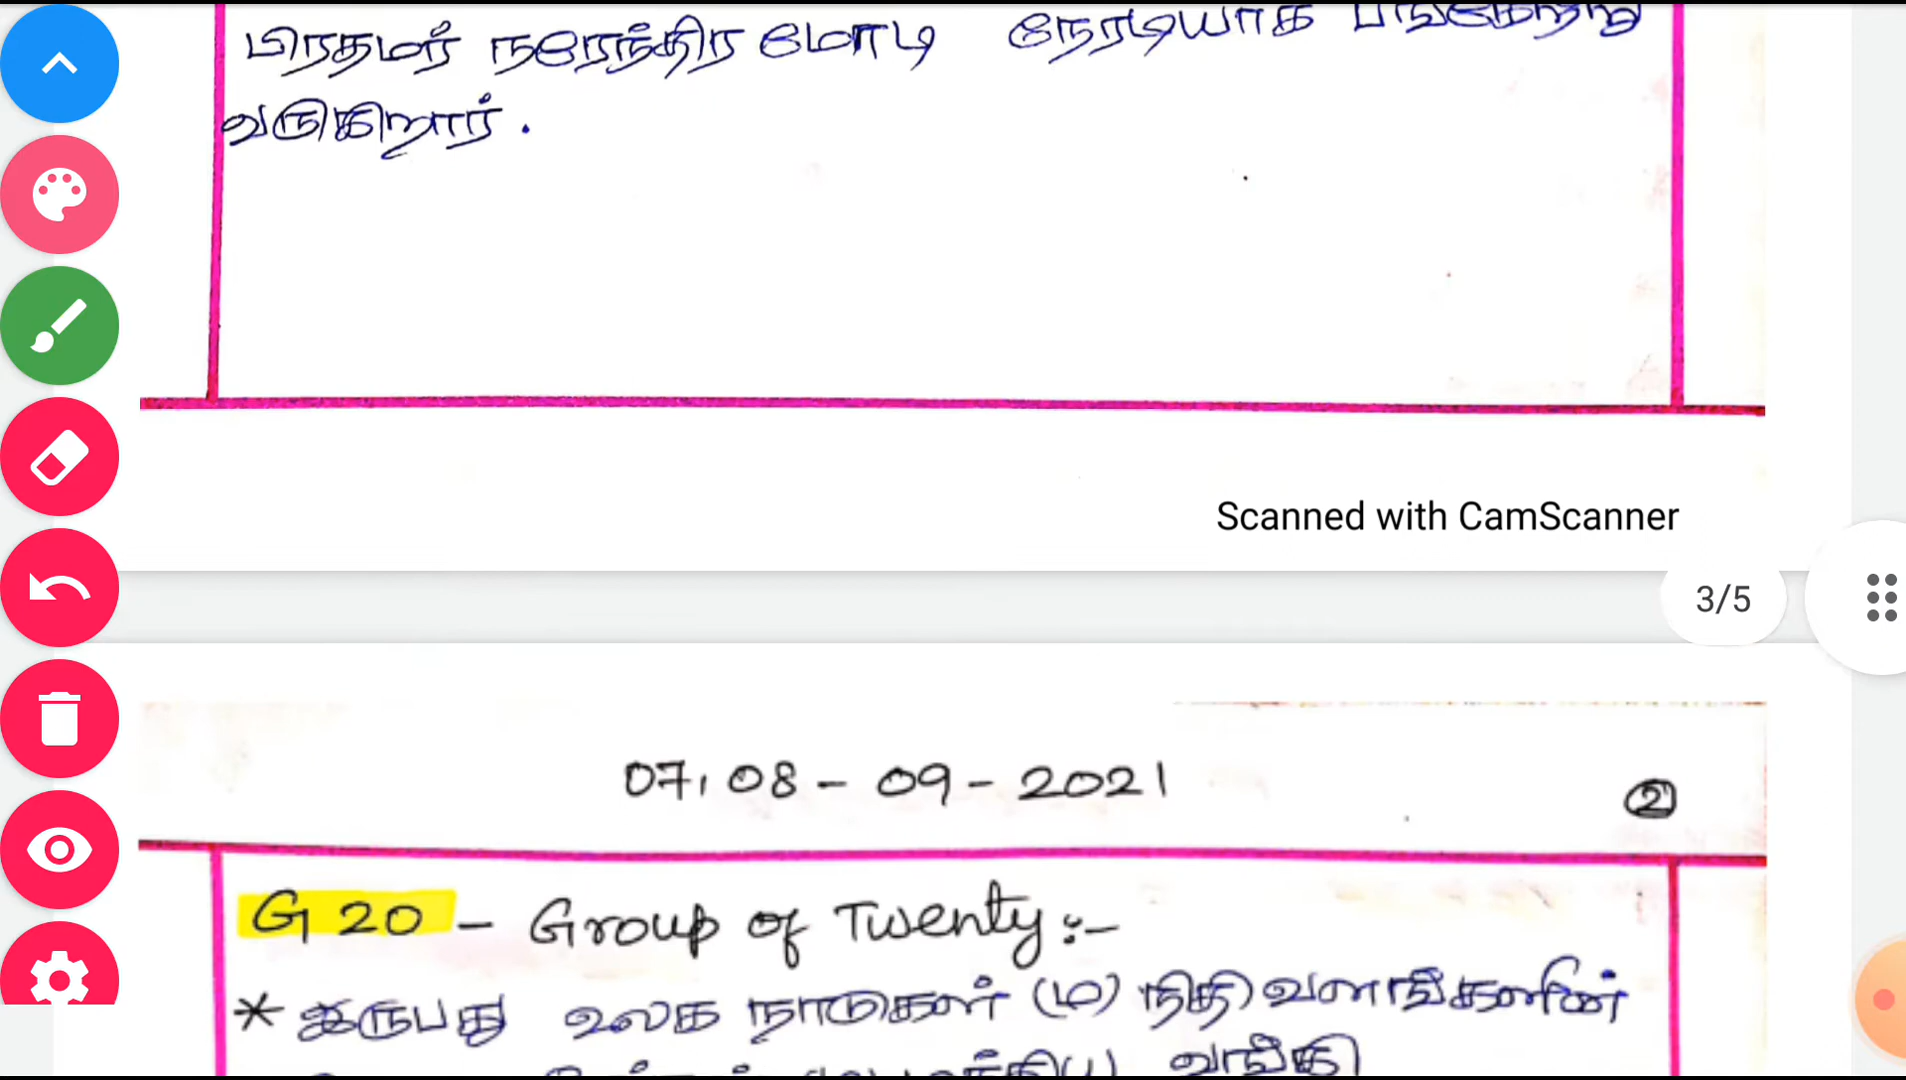 பிரதமர் நரேந்திர மோடி நேரடியாக பங்கேற்று
வருகிறார்.
Scanned with CamScanner
3/5
07,08-09-2021
2
G 20 - Group of Twenty :-
* இருபது உலக நாடுகள் (ம) நிதி வளங்களின்
வங்கி